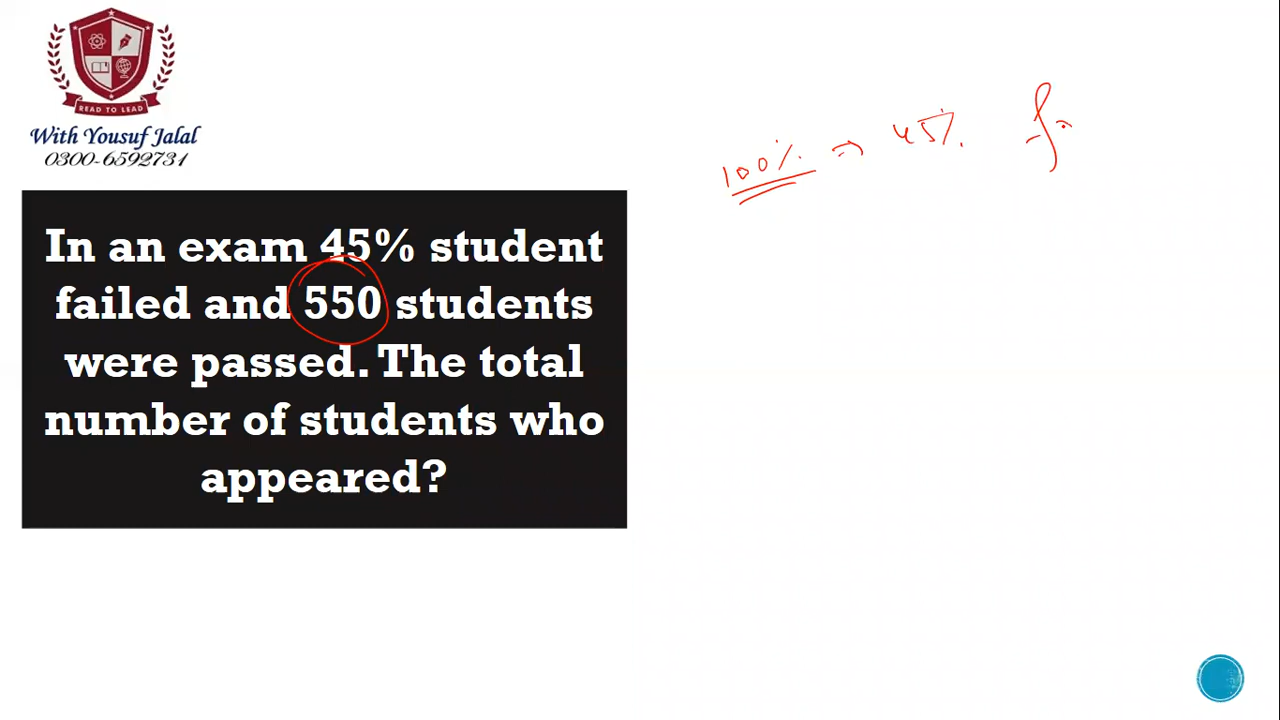 READ TO LEAD
With Yousuf Jalal
0300-6592731
100% ⇒ 45%
In an exam 45% student
failed and 550 students
were passed. The total
number of students who
appeared?